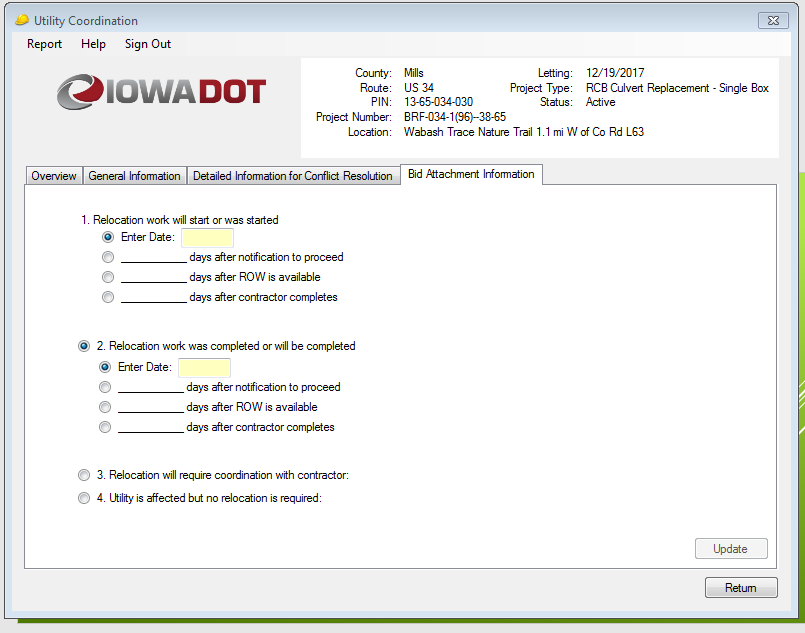 Utility Coordination
Report Help Sign Out
IOWADOT
County: Mills Letting: 12/19/2017
Route: US 34 Project Type: RCB Culvert Replacement - Single Box
PIN: 13-65-034-030 Status: Active
Project Number: BRF-034-1(96)--38-65
Location: Wabash Trace Nature Trail 1.1 mi W of Co Rd L63
Overview General Information Detailed Information for Conflict Resolution Bid Attachment Information
1. Relocation work will start or was started
Enter Date:
___________ days after notification to proceed
___________ days after ROW is available
___________ days after contractor completes
2. Relocation work was completed or will be completed
Enter Date:
___________ days after notification to proceed
___________ days after ROW is available
___________ days after contractor completes
3. Relocation will require coordination with contractor:
4. Utility is affected but no relocation is required:
Update
Return